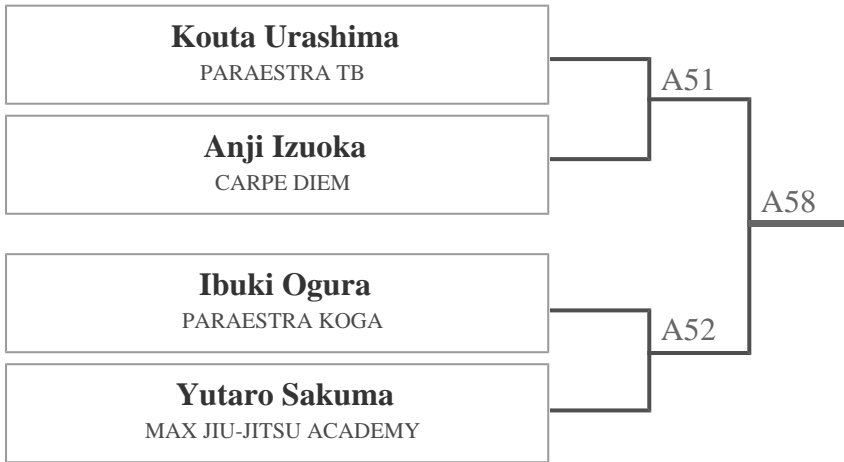 Kouta Urashima
PARAESTRA TB
A51
Anji Izuoka
CARPE DIEM
A58
Ibuki Ogura
PARAESTRA KOGA
A52
Yutaro Sakuma
MAX JIU-JITSU ACADEMY